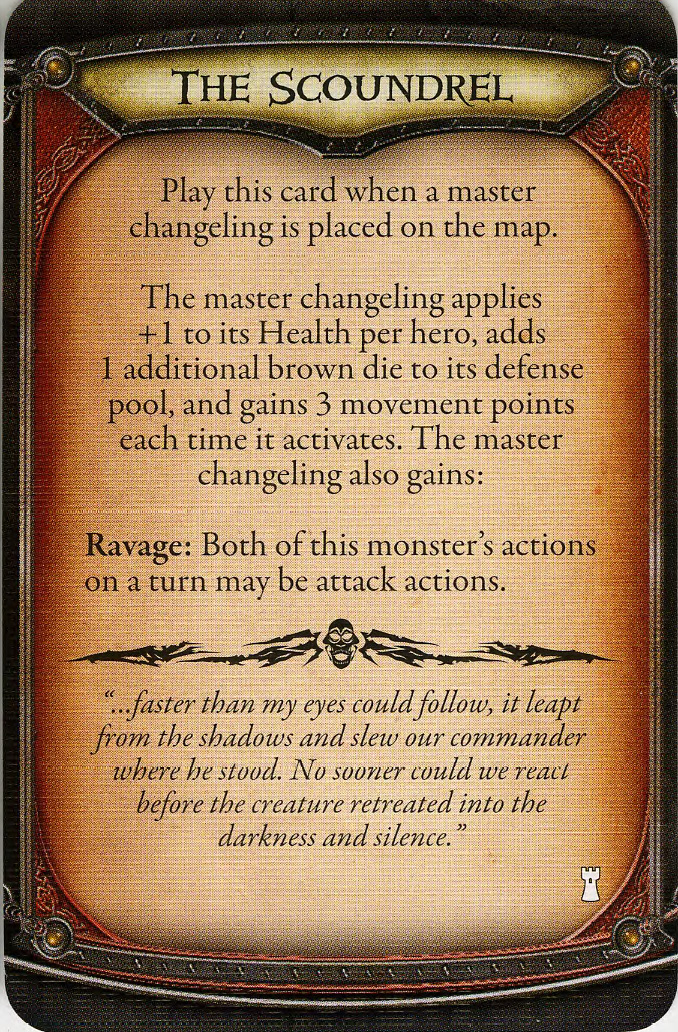 The Scoundrel
Play this card when a master
changeling is placed on the map.
The master changeling applies
+1 to its Health per hero, adds
1 additional brown die to its defense
pool, and gains 3 movement points
each time it activates. The master
changeling also gains:
Ravage: Both of this monster's actions
on a turn may be attack actions.
"...faster than my eyes could follow, it leapt
from the shadows and slew our commander
where he stood. No sooner could we react
before the creature retreated into the
darkness and silence."